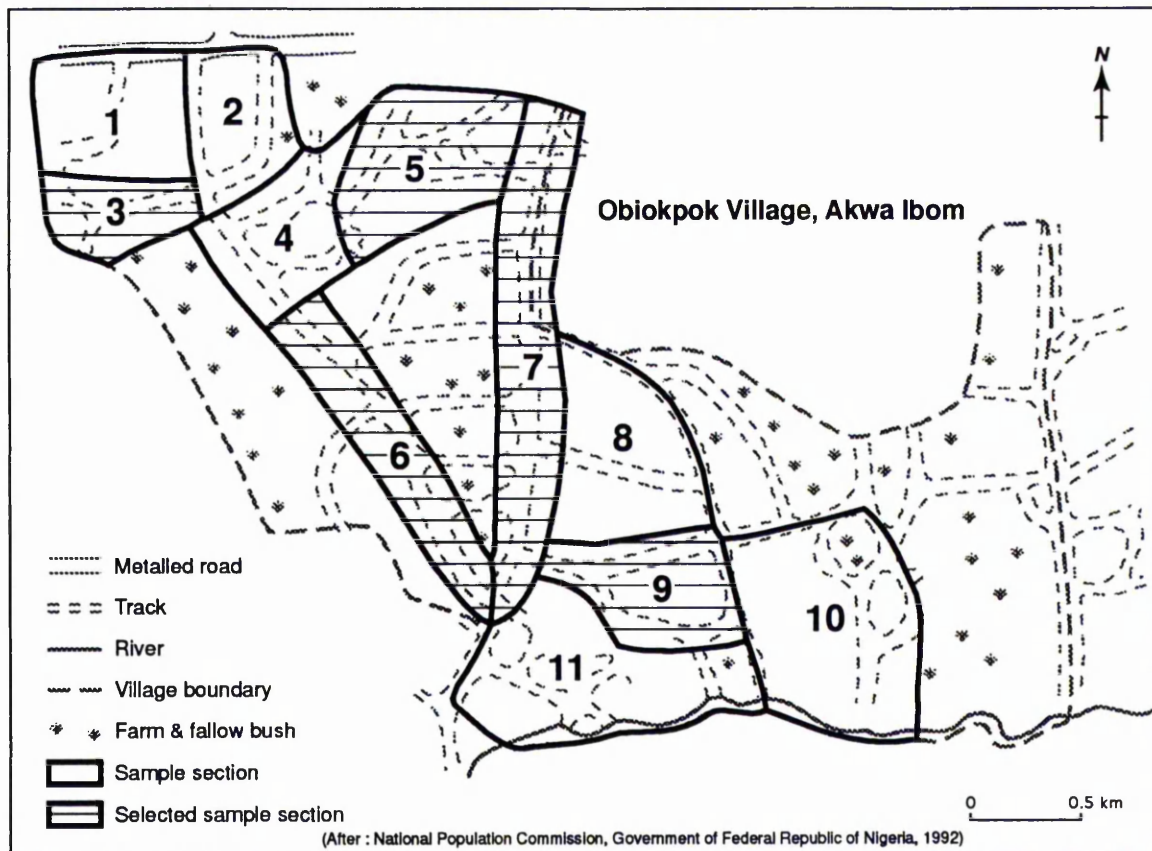 N
1
2
3
4
5
Obiokpok Village, Akwa Ibom
6
7
8
9
10
11
Metalled road
Track
River
Village boundary
Farm & fallow bush
Sample section
Selected sample section
0 0.5 km
(After : National Population Commission, Government of Federal Republic of Nigeria, 1992)